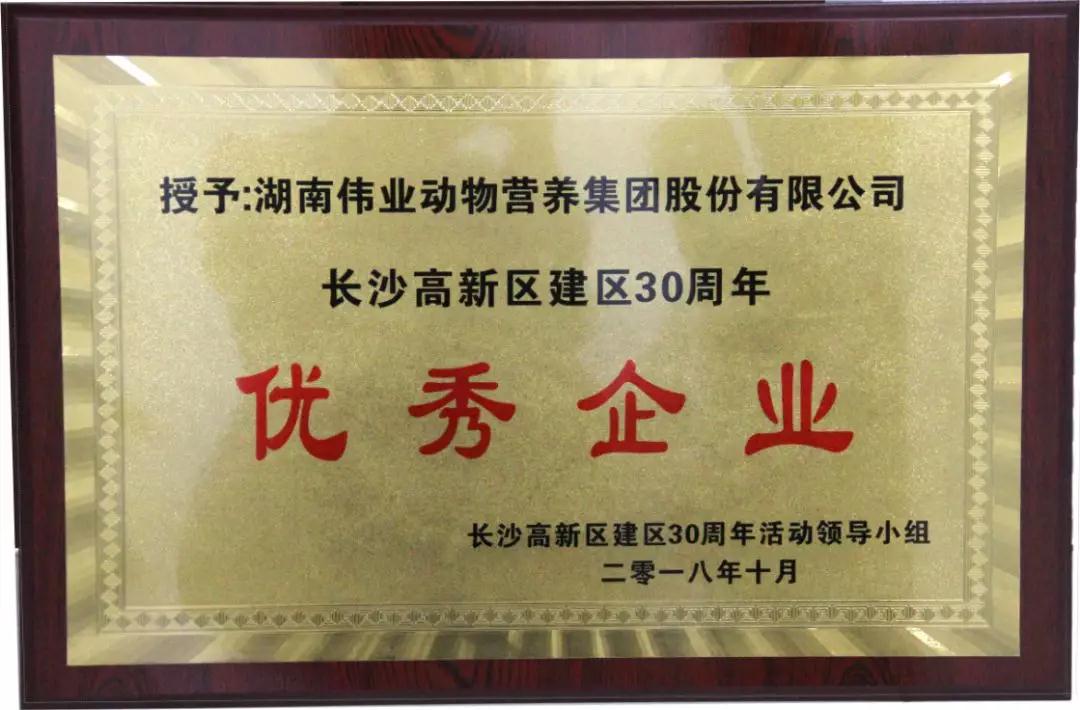 授予:湖南伟业动物营养集团股份有限公司
长沙高新区建区30周年
优秀企业
长沙高新区建区30周年活动领导小组
二零一八年十月